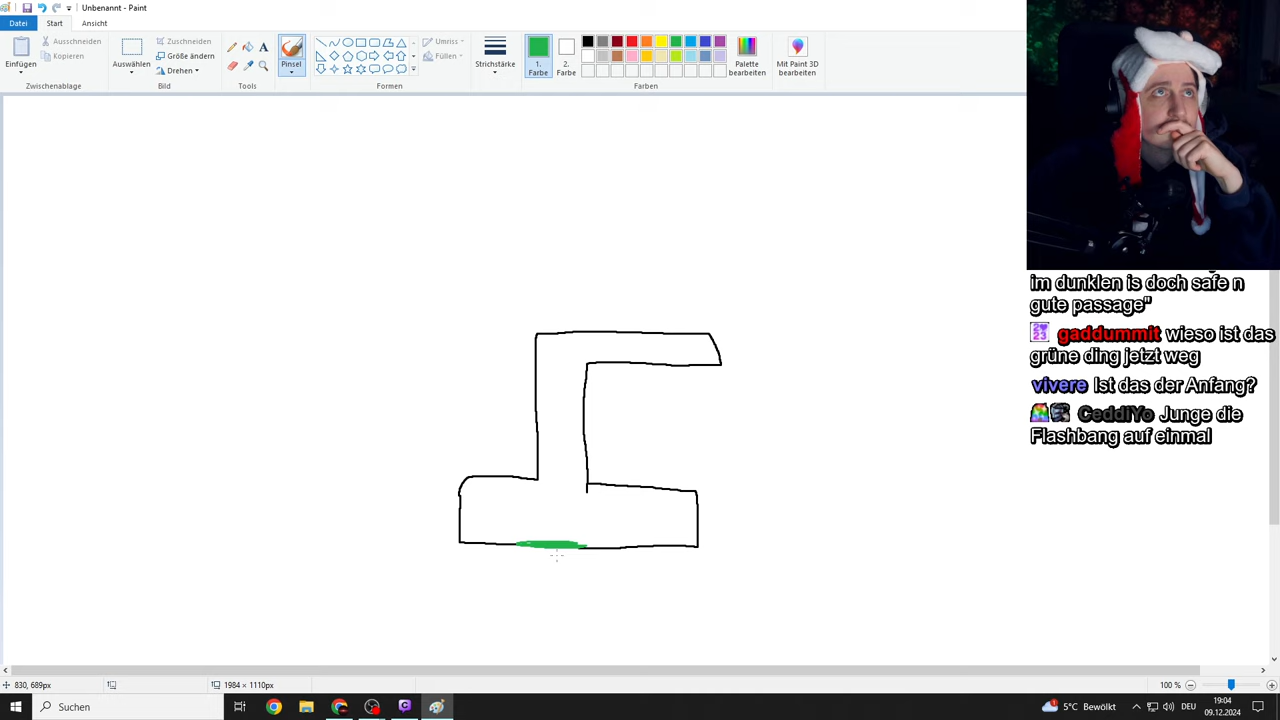 Unbenannt - Paint
Datei Start Ansicht
Einfügen
Ausschneiden
Kopieren
Zwischenablage
Auswählen
Zuschneiden
Größe ändern
Drehen
Bild
A
Tools
Pinsel
Umriss
Füllen
Formen
Strichstärke
1. Farbe
2. Farbe
Palette bearbeiten
Farben
Mit Paint 3D bearbeiten
im dunklen is doch safe n
gute passage"
gaddummit wieso ist das
grüne ding jetzt weg
vivere Ist das der Anfang?
CeddiYo Junge die
Flashbang auf einmal
830, 689px
1984 × 1110px
100 %
Suchen
5°C Bewölkt
DEU
19:04
09.12.2024